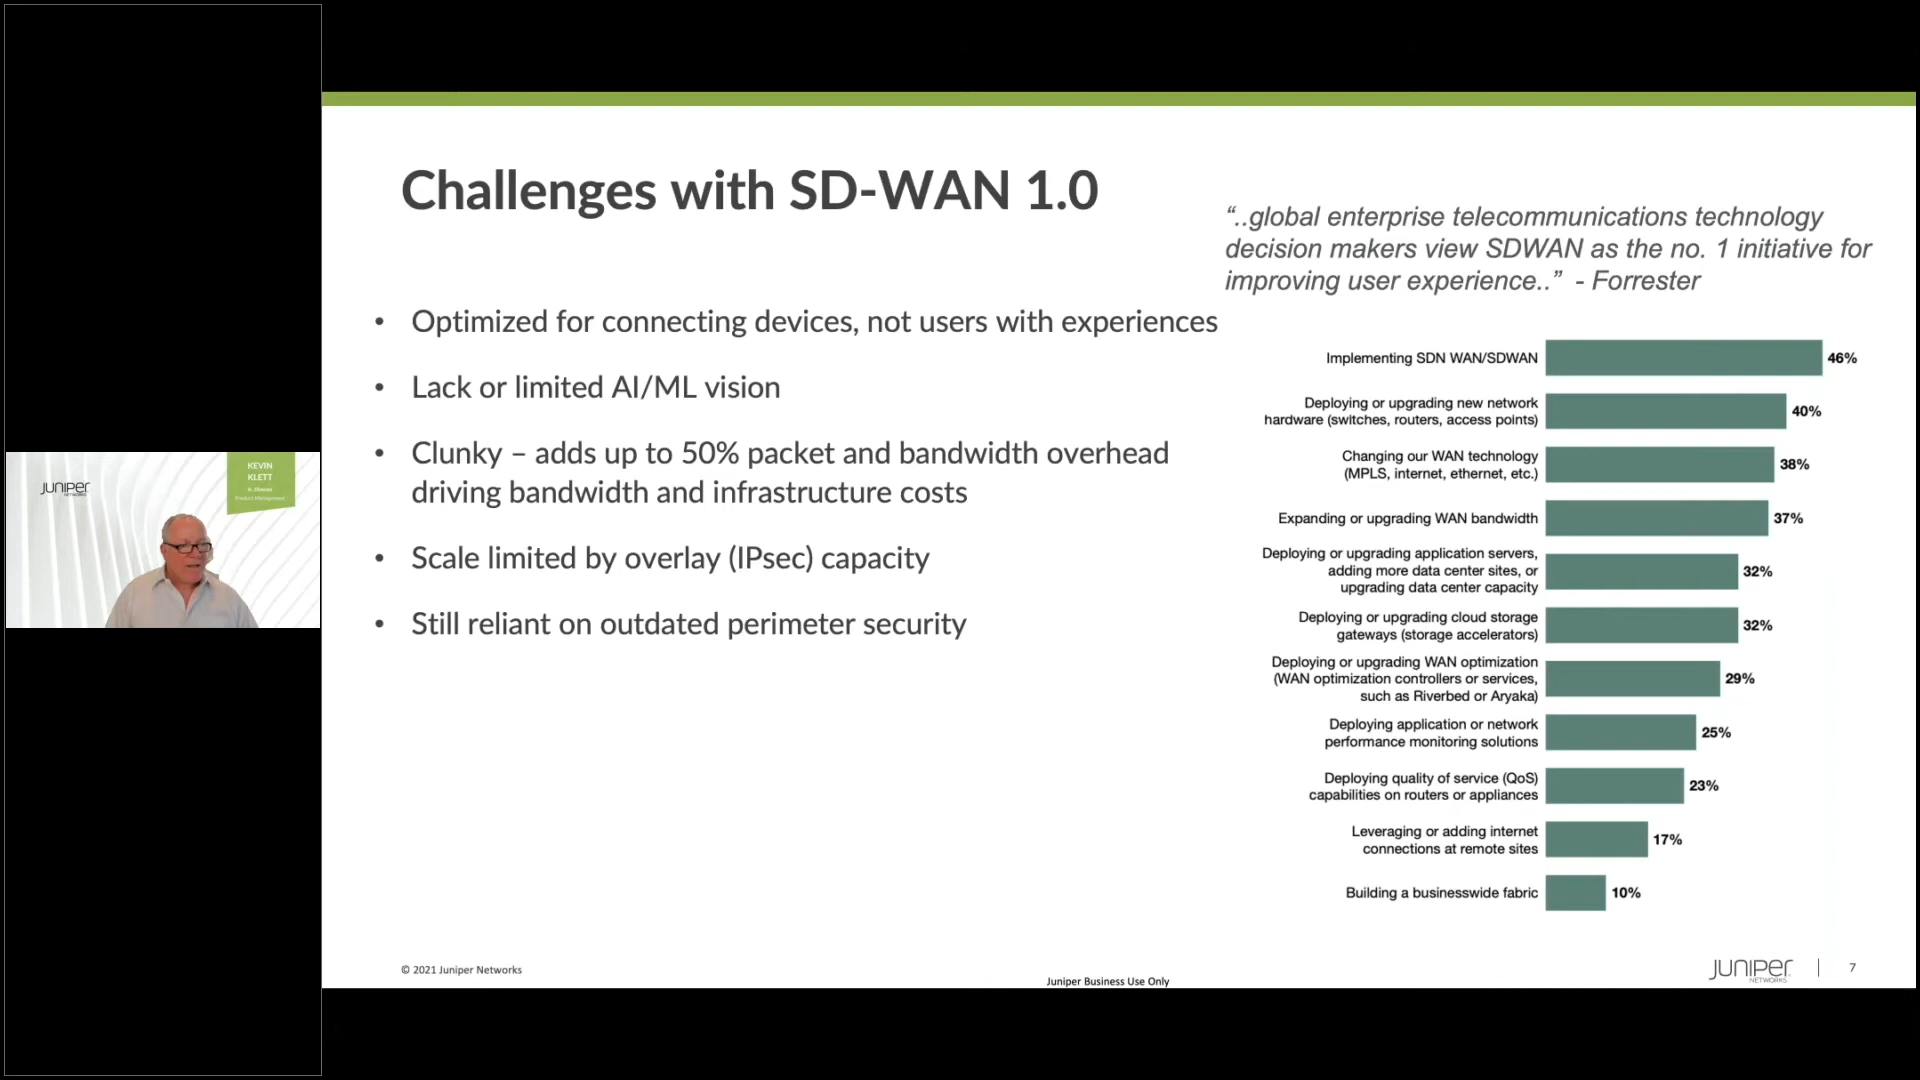 Challenges with SD-WAN 1.0
“..global enterprise telecommunications technology
decision makers view SDWAN as the no. 1 initiative for
improving user experience..” - Forrester
• Optimized for connecting devices, not users with experiences
• Lack or limited AI/ML vision
• Clunky – adds up to 50% packet and bandwidth overhead
driving bandwidth and infrastructure costs
• Scale limited by overlay (IPsec) capacity
• Still reliant on outdated perimeter security
Implementing SDN WAN/SDWAN 46%
Deploying or upgrading new network
hardware (switches, routers, access points) 40%
Changing our WAN technology
(MPLS, internet, ethernet, etc.) 38%
Expanding or upgrading WAN bandwidth 37%
Deploying or upgrading application servers,
adding more data center sites, or
upgrading data center capacity 32%
Deploying or upgrading cloud storage
gateways (storage accelerators) 32%
Deploying or upgrading WAN optimization
(WAN optimization controllers or services,
such as Riverbed or Aryaka) 29%
Deploying application or network
performance monitoring solutions 25%
Deploying quality of service (QoS)
capabilities on routers or appliances 23%
Leveraging or adding internet
connections at remote sites 17%
Building a businesswide fabric 10%
© 2021 Juniper Networks
Juniper Business Use Only
JUNIPER
NETWORKS
7
JUNIPER
NETWORKS
KEVIN
KLETT
Sr. Director
Product Management